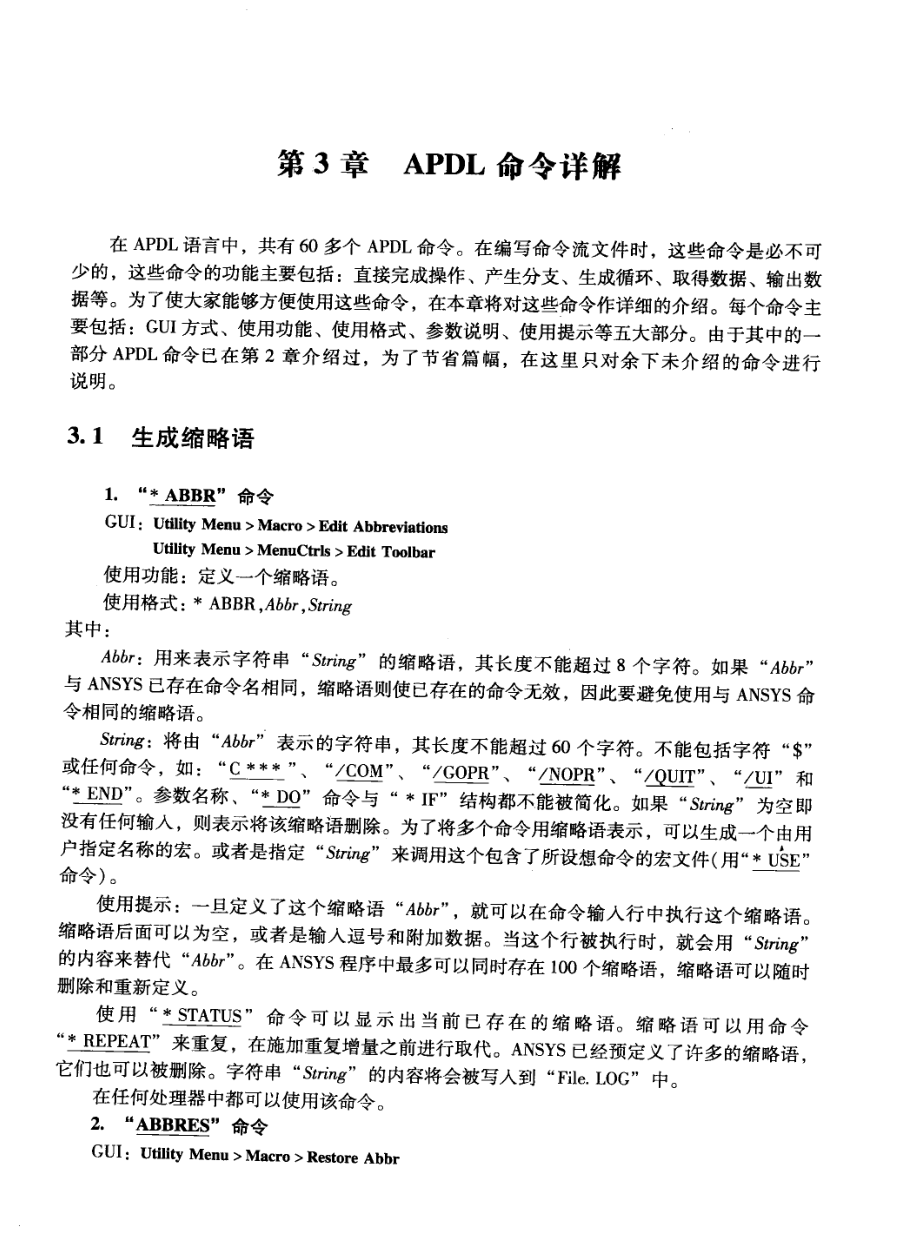 第 3 章 APDL 命令详解
在 APDL 语言中，共有 60 多个 APDL 命令。在编写命令流文件时，这些命令是必不可
少的，这些命令的功能主要包括：直接完成操作、产生分支、生成循环、取得数据、输出数
据等。为了使大家能够方便使用这些命令，在本章将对这些命令作详细的介绍。每个命令主
要包括：GUI 方式、使用功能、使用格式、参数说明、使用提示等五大部分。由于其中的一
部分 APDL 命令已在第 2 章介绍过，为了节省篇幅，在这里只对余下未介绍的命令进行
说明。
3.1 生成缩略语
1. “* ABBR” 命令
GUI：Utility Menu > Macro > Edit Abbreviations
Utility Menu > MenuCtrls > Edit Toolbar
使用功能：定义一个缩略语。
使用格式：* ABBR,Abbr,String
其中：
Abbr：用来表示字符串 “String” 的缩略语，其长度不能超过 8 个字符。如果 “Abbr”
与 ANSYS 已存在命令名相同，缩略语则使已存在的命令无效，因此要避免使用与 ANSYS 命
令相同的缩略语。
String：将由 “Abbr” 表示的字符串，其长度不能超过 60 个字符。不能包括字符 “$”
或任何命令，如： “C * * * ”、 “/COM”、 “/GOPR”、 “/NOPR”、 “/QUIT”、 “/UI” 和
“* END”。参数名称、“* DO” 命令与 “ * IF” 结构都不能被简化。如果 “String” 为空即
没有任何输入，则表示将该缩略语删除。为了将多个命令用缩略语表示，可以生成一个由用
户指定名称的宏。或者是指定 “String” 来调用这个包含了所设想命令的宏文件(用“* USE”
命令)。
使用提示：一旦定义了这个缩略语 “Abbr”，就可以在命令输入行中执行这个缩略语。
缩略语后面可以为空，或者是输入逗号和附加数据。当这个行被执行时，就会用 “String”
的内容来替代 “Abbr”。在 ANSYS 程序中最多可以同时存在 100 个缩略语，缩略语可以随时
删除和重新定义。
使用 “* STATUS” 命令可以显示出当前已存在的缩略语。缩略语可以用命令
“* REPEAT” 来重复，在施加重复增量之前进行取代。ANSYS 已经预定义了许多的缩略语，
它们也可以被删除。字符串 “String” 的内容将会被写入到 “File. LOG” 中。
在任何处理器中都可以使用该命令。
2. “ABBRES” 命令
GUI：Utility Menu > Macro > Restore Abbr